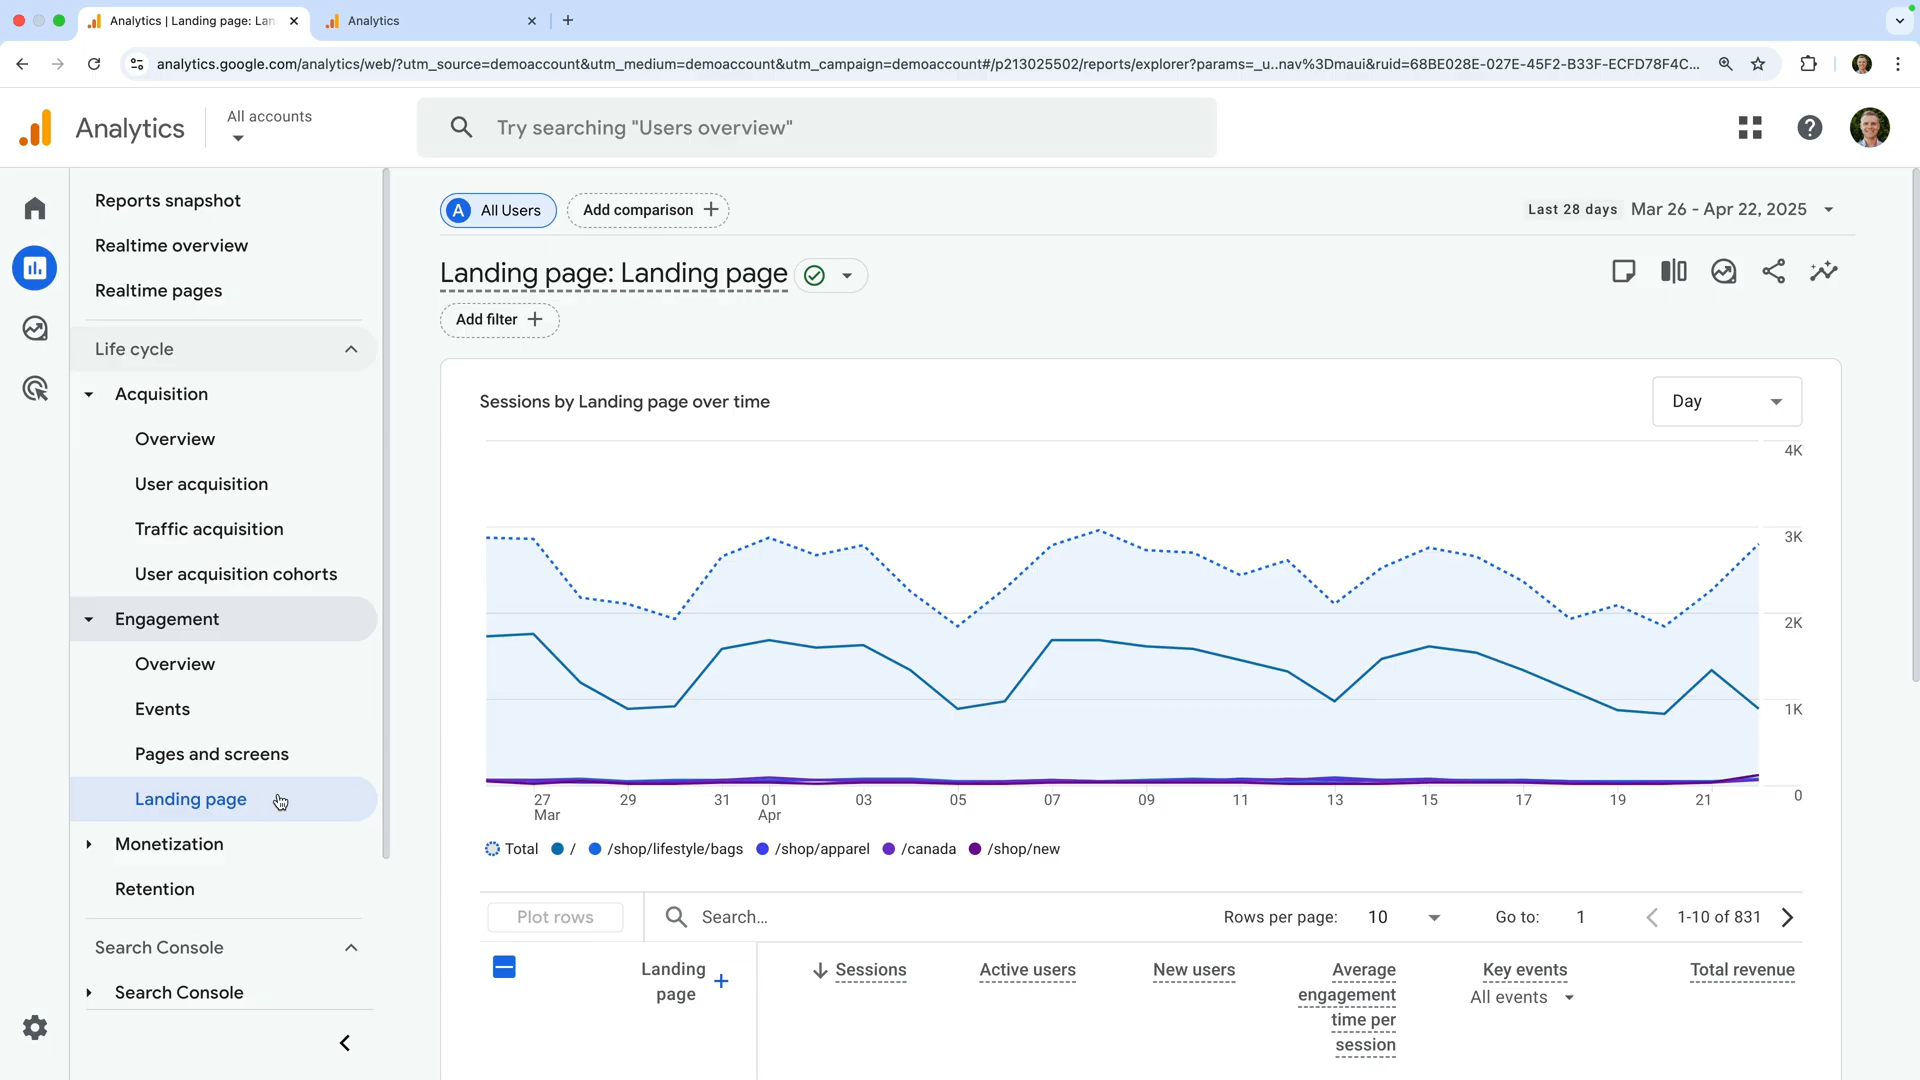 Analytics | Landing page: Lan
Analytics
analytics.google.com/analytics/web/?utm_source=demoaccount&utm_medium=demoaccount&utm_campaign=demoaccount#/p213025502/reports/explorer?params=_u..nav%3Dmaui&ruid=68BE028E-027E-45F2-B33F-ECFD78F4C...
Analytics
All accounts
Try searching "Users overview"
Reports snapshot
Realtime overview
Realtime pages
Life cycle
Acquisition
Overview
User acquisition
Traffic acquisition
User acquisition cohorts
Engagement
Overview
Events
Pages and screens
Landing page
Monetization
Retention
Search Console
Search Console
A All Users
Add comparison +
Last 28 days Mar 26 - Apr 22, 2025
Landing page: Landing page
Add filter +
Sessions by Landing page over time
Day
4K
3K
2K
1K
0
27 29 31 01 03 05 07 09 11 13 15 17 19 21
Mar Apr
Total / /shop/lifestyle/bags /shop/apparel /canada /shop/new
Plot rows
Search...
Rows per page: 10 Go to: 1 1-10 of 831
Landing page +
Sessions
Active users
New users
Average engagement time per session
Key events
All events
Total revenue